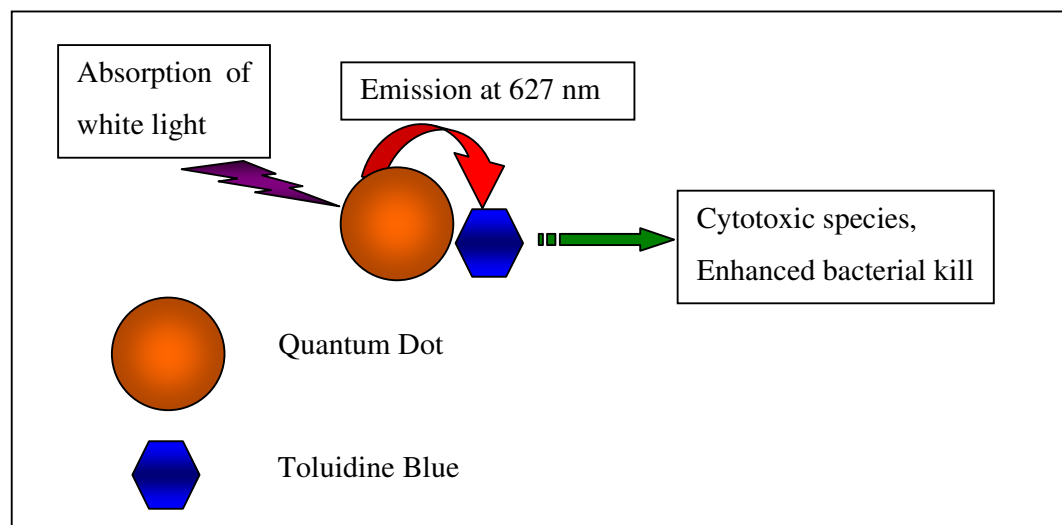 Absorption of
white light
Emission at 627 nm
Cytotoxic species,
Enhanced bacterial kill
Quantum Dot
Toluidine Blue